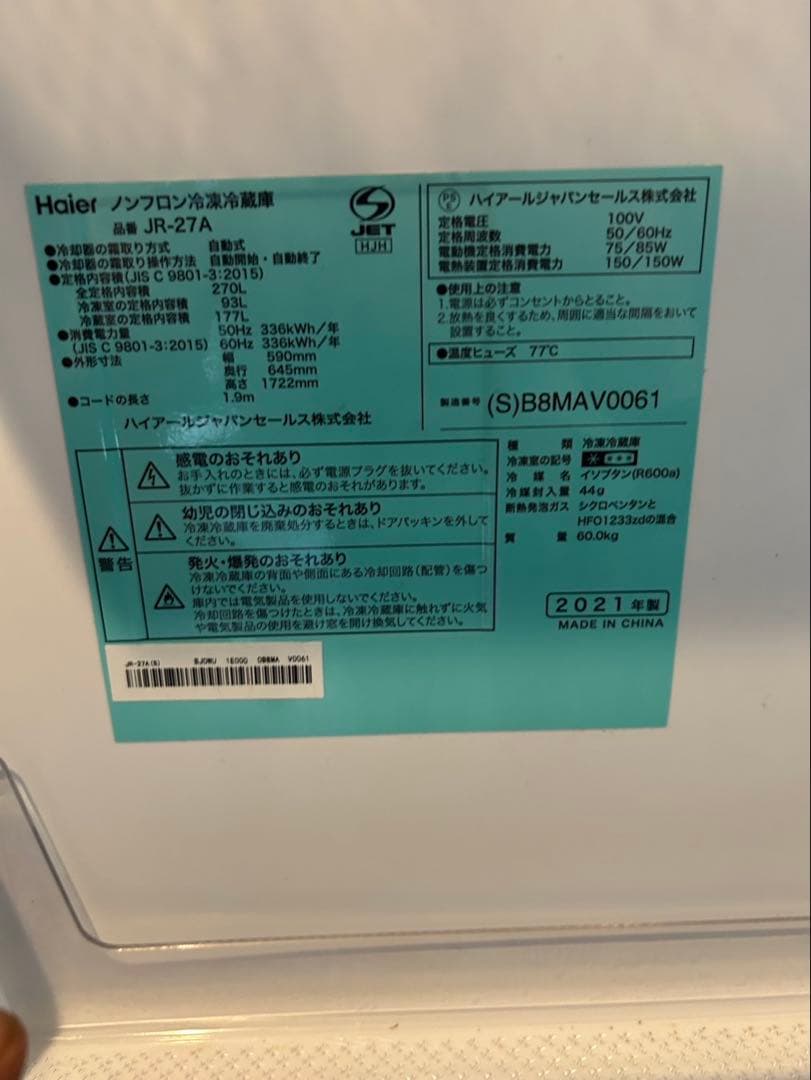 Haier ノンフロン冷凍冷蔵庫
品番 JR-27A
JET
HJH
●冷却器の霜取り方式 自動式
●冷却器の霜取り操作方法 自動開始・自動終了
●定格内容積(JIS C 9801-3:2015)
全定格内容積 270L
冷凍室の定格内容積 93L
冷蔵室の定格内容積 177L
●消費電力量 50Hz 336kWh/年
(JIS C 9801-3:2015) 60Hz 336kWh/年
●外形寸法 幅 590mm
奥行 645mm
高さ 1722mm
●コードの長さ 1.9m
ハイアールジャパンセールス株式会社
PSE ハイアールジャパンセールス株式会社
定格電圧 100V
定格周波数 50/60Hz
電動機定格消費電力 75/85W
電熱装置定格消費電力 150/150W
●使用上の注意
1.電源は必ずコンセントからとること。
2.放熱を良くするため、周囲に適当な間隔をおいて
設置すること。
●温度ヒューズ 77℃
製造番号 (S)B8MAV0061
警告
感電のおそれあり
お手入れのときには、必ず電源プラグを抜いてください。
抜かずに作業すると感電のおそれがあります。
幼児の閉じ込みのおそれあり
冷凍冷蔵庫を廃棄処分するときは、ドアパッキンを外して
ください。
発火・爆発のおそれあり
冷凍冷蔵庫の背面や側面にある冷却回路(配管)を傷つ
けないでください。
庫内では電気製品を使用しないでください。
冷却回路を傷つけたときは、冷凍冷蔵庫に触れずに火気
や電気製品の使用を避け窓を開け換気してください。
種類 冷凍冷蔵庫
冷凍室の記号
冷媒名 イソブタン(R600a)
冷媒封入量 44g
断熱発泡ガス シクロペンタンと
HFO1233zdの混合
質量 60.0kg
2021年製
MADE IN CHINA
JR-27A(S) BJ0WU 1E000 0B8MA V0061